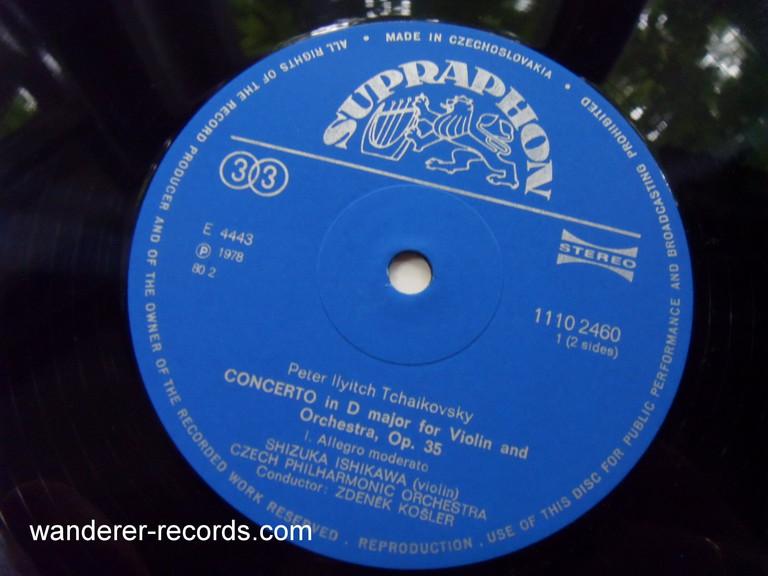 ALL RIGHTS OF THE RECORD PRODUCER AND OF THE OWNER OF THE RECORDED WORK RESERVED . REPRODUCTION . USE OF THIS DISC FOR PUBLIC PERFORMANCE AND BROADCASTING PROHIBITED • MADE IN CZECHOSLOVAKIA •
SUPRAPHON
33
STEREO
E 4443
℗ 1978
80 2
1110 2460
1 (2 sides)
Peter Ilyitch Tchaikovsky
CONCERTO in D major for Violin and
Orchestra, Op. 35
I. Allegro moderato
SHIZUKA ISHIKAWA (violin)
CZECH PHILHARMONIC ORCHESTRA
Conductor: ZDENĚK KOŠLER
wanderer-records.com